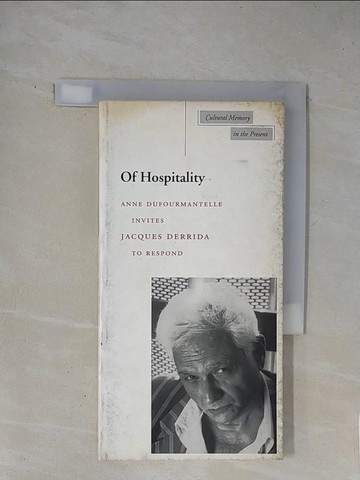 Cultural Memory
in the Present
Of Hospitality
ANNE DUFOURMANTELLE
INVITES
JACQUES DERRIDA
TO RESPOND